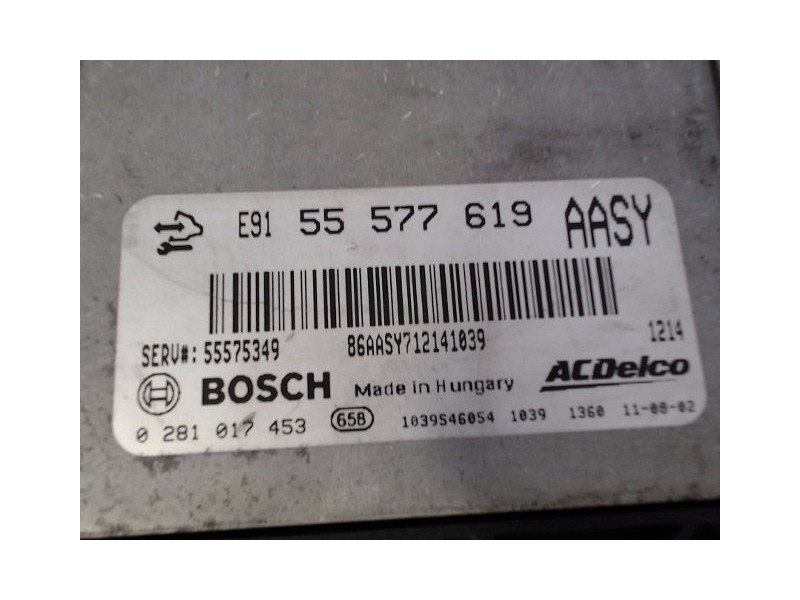 E91 55 577 619 AASY
SERV#: 55575349 86AASY712141039 1214
BOSCH Made in Hungary ACDelco
0 281 017 453 658 1039S46054 1039 1360 11-08-02